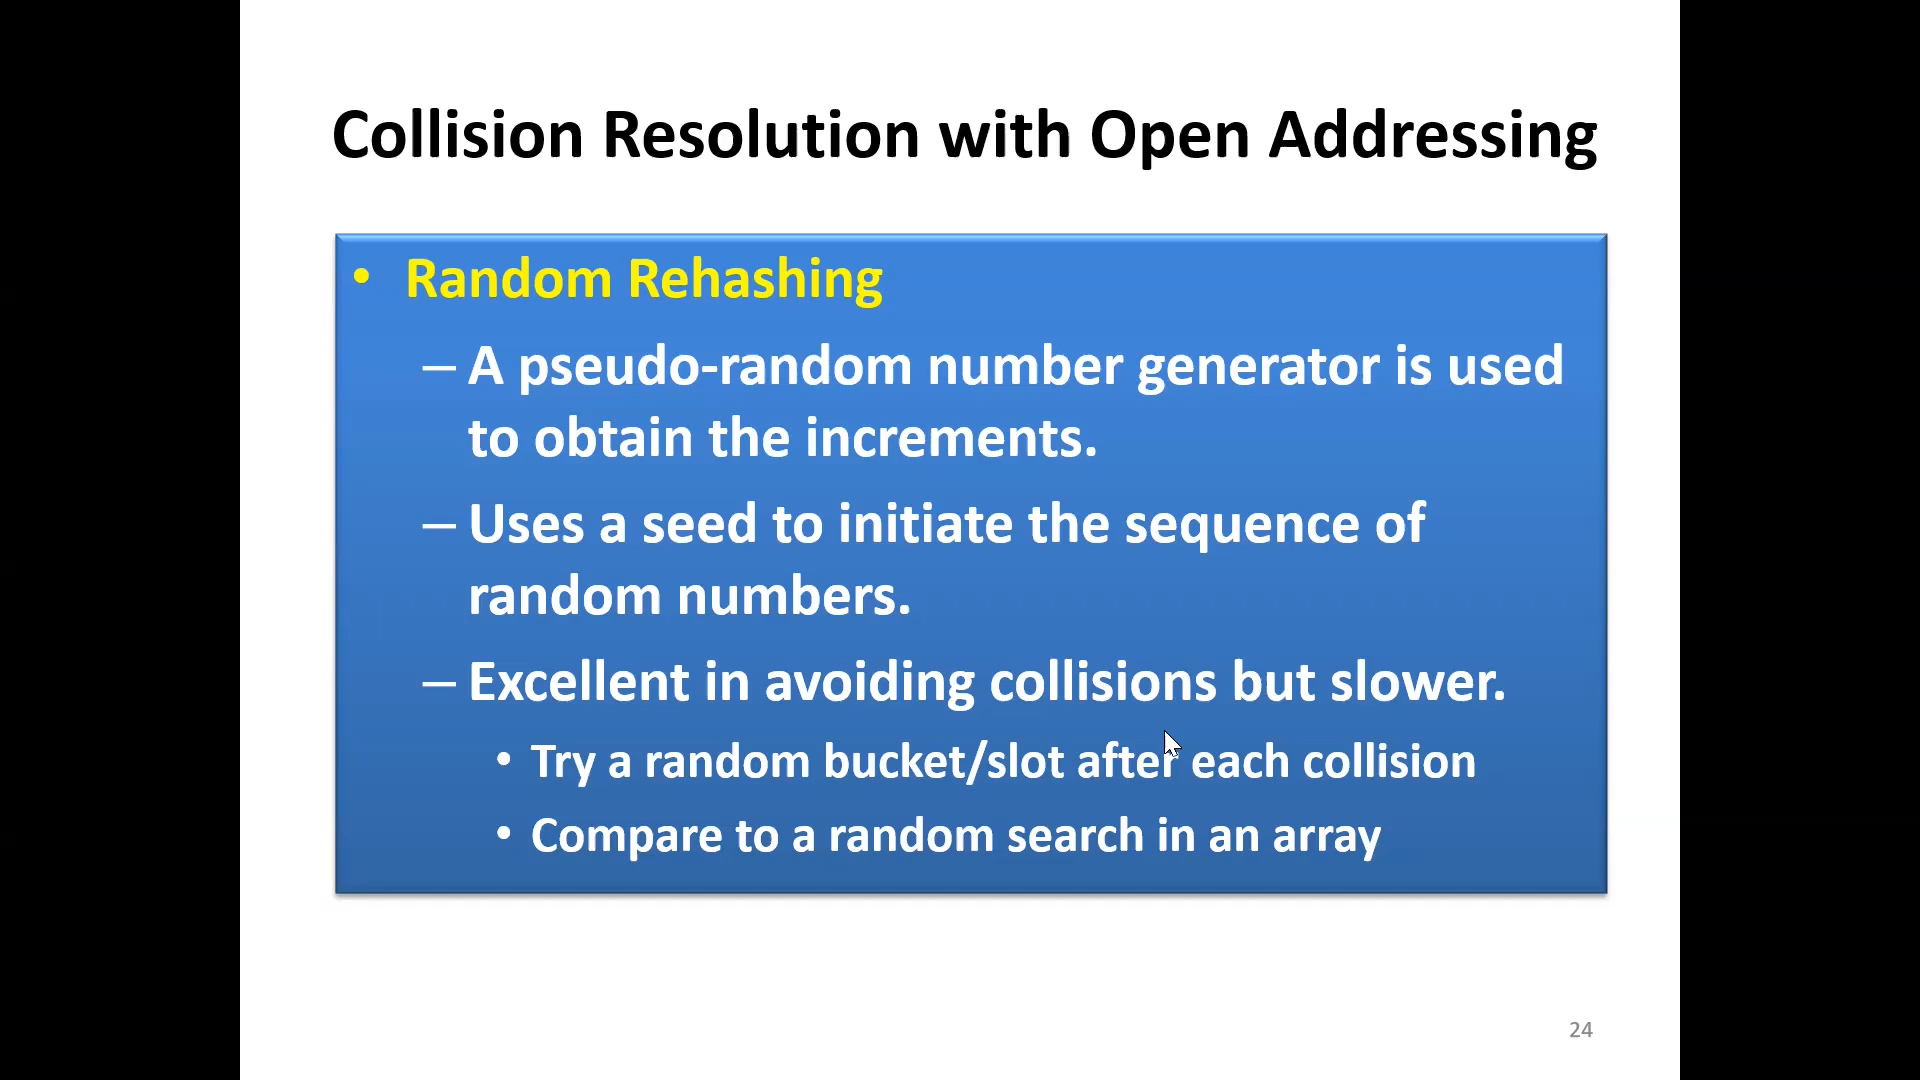 Collision Resolution with Open Addressing
• Random Rehashing
– A pseudo-random number generator is used
to obtain the increments.
– Uses a seed to initiate the sequence of
random numbers.
– Excellent in avoiding collisions but slower.
• Try a random bucket/slot after each collision
• Compare to a random search in an array
24